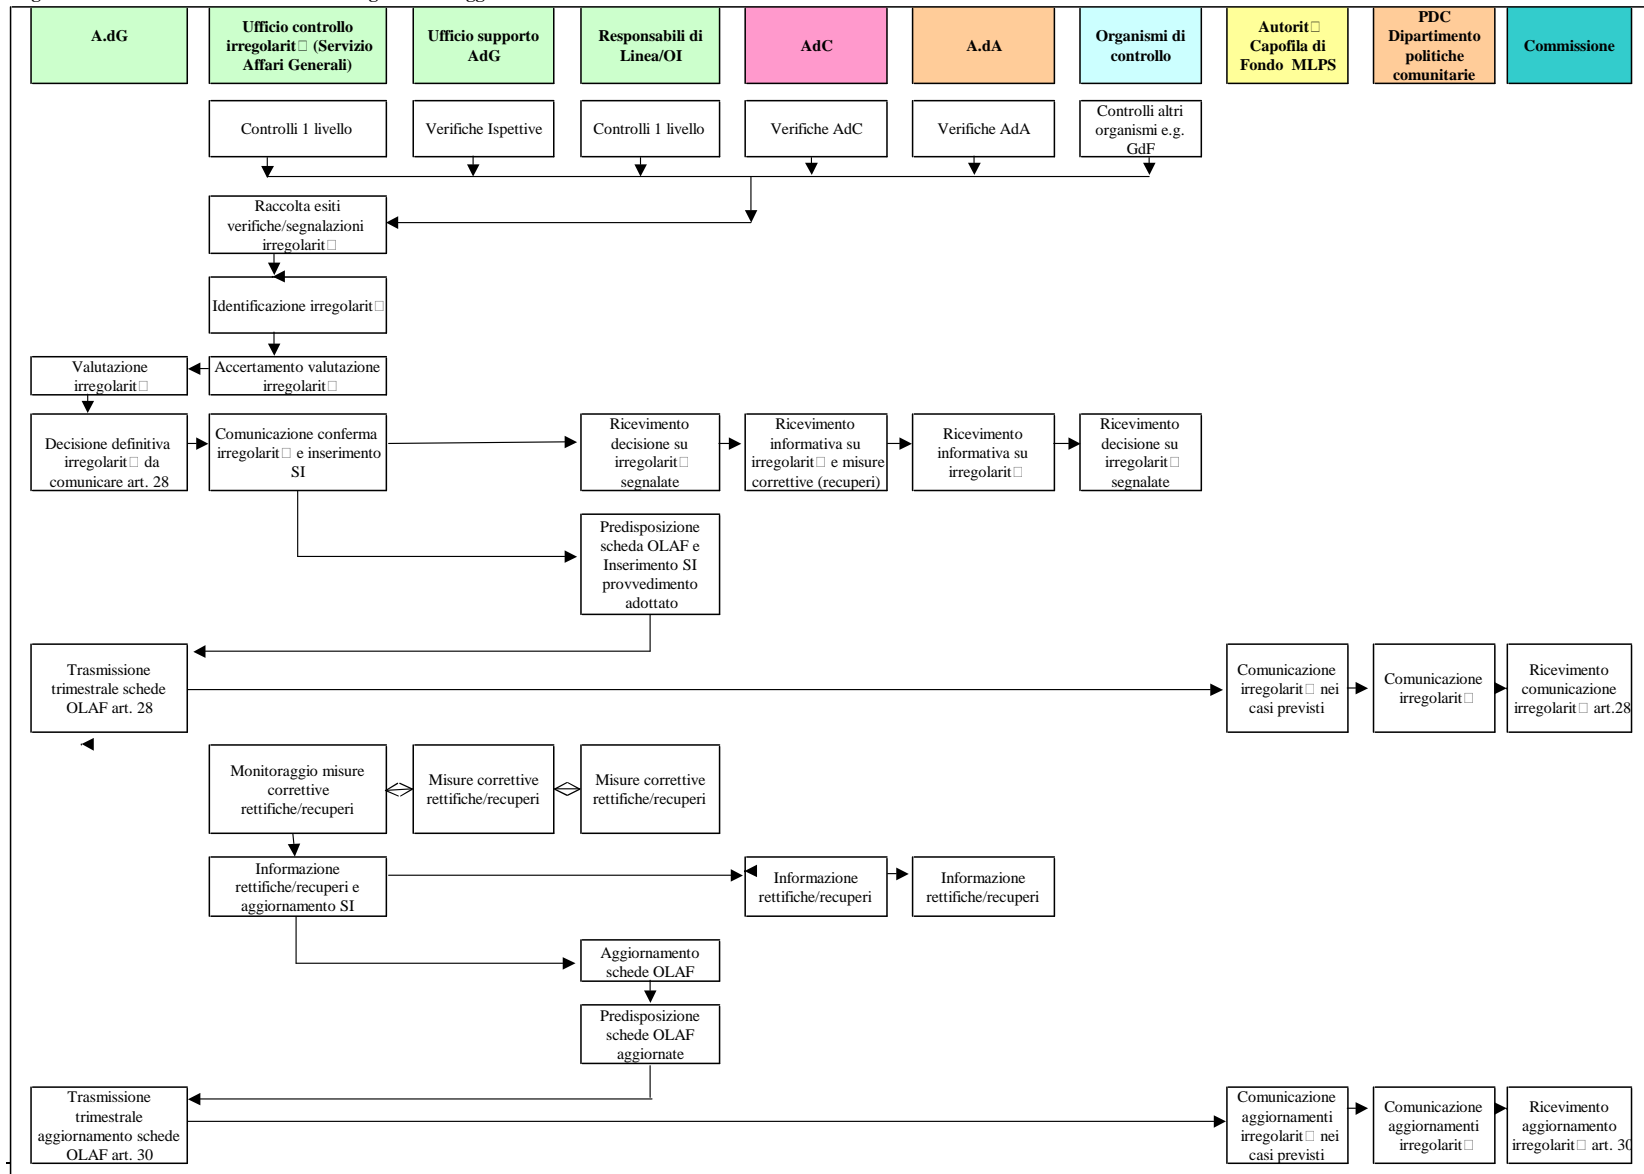 A.dG
Ufficio controllo
irregolarit□ (Servizio
Affari Generali)
Ufficio supporto
AdG
Responsabili di
Linea/OI
AdC
A.dA
Organismi di
controllo
Autorit□
Capofila di
Fondo MLPS
PDC
Dipartimento
politiche
comunitarie
Commissione
Controlli 1 livello
Verifiche Ispettive
Controlli 1 livello
Verifiche AdC
Verifiche AdA
Controlli altri
organismi e.g.
GdF
Raccolta esiti
verifiche/segnalazioni
irregolarit□
Identificazione irregolarit□
Valutazione
irregolarit□
Accertamento valutazione
irregolarit□
Decisione definitiva
irregolarit□ da
comunicare art. 28
Comunicazione conferma
irregolarit□ e inserimento
SI
Ricevimento
decisione su
irregolarit□
segnalate
Ricevimento
informativa su
irregolarit□ e misure
correttive (recuperi)
Ricevimento
informativa su
irregolarit□
Ricevimento
decisione su
irregolarit□
segnalate
Predisposizione
scheda OLAF e
Inserimento SI
provvedimento
adottato
Trasmissione
trimestrale schede
OLAF art. 28
Comunicazione
irregolarit□ nei
casi previsti
Comunicazione
irregolarit□
Ricevimento
comunicazione
irregolarit□ art.28
Monitoraggio misure
correttive
rettifiche/recuperi
Misure correttive
rettifiche/recuperi
Misure correttive
rettifiche/recuperi
Informazione
rettifiche/recuperi e
aggiornamento SI
Informazione
rettifiche/recuperi
Informazione
rettifiche/recuperi
Aggiornamento
schede OLAF
Predisposizione
schede OLAF
aggiornate
Trasmissione
trimestrale
aggiornamento schede
OLAF art. 30
Comunicazione
aggiornamenti
irregolarit□ nei
casi previsti
Comunicazione
aggiornamenti
irregolarit□
Ricevimento
aggiornamento
irregolarit□ art. 30